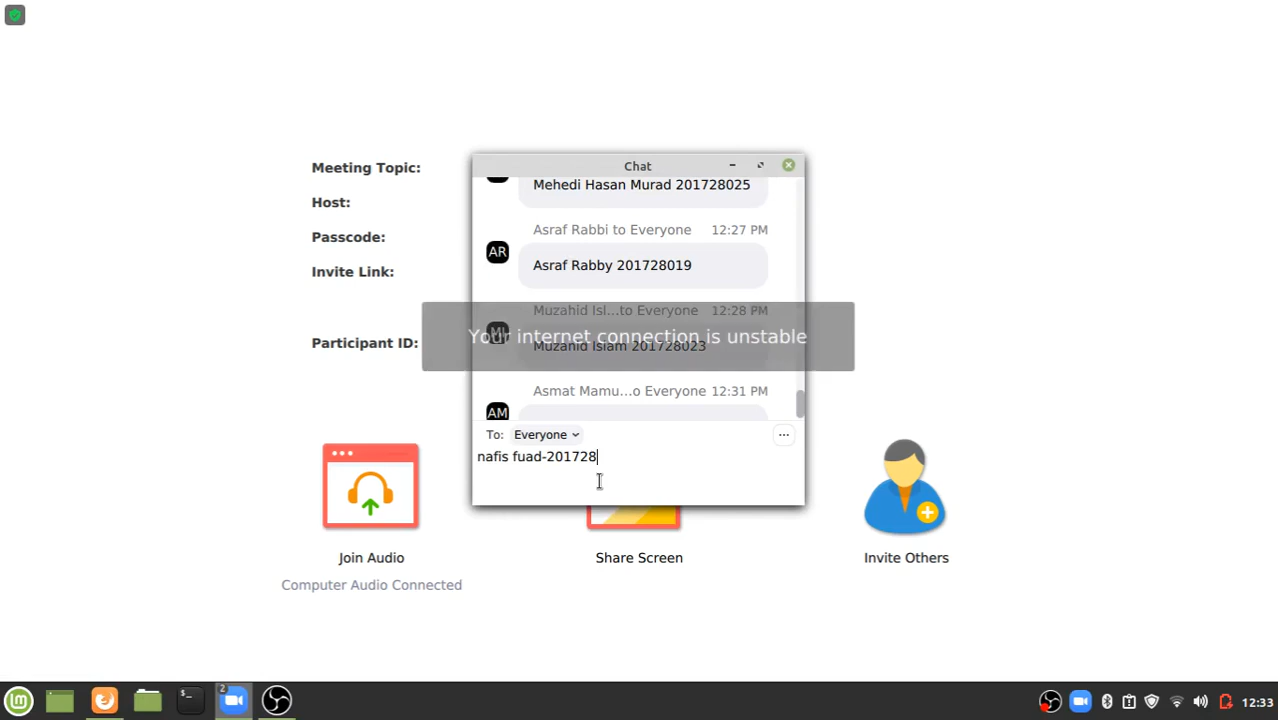 Meeting Topic:
Host:
Passcode:
Invite Link:
Participant ID:
Chat
Mehedi Hasan Murad 201728025
Asraf Rabbi to Everyone 12:27 PM
AR
Asraf Rabby 201728019
Muzahid Isl...to Everyone 12:28 PM
MI
Your internet connection is unstable
Muzahid Islam 201728023
Asmat Mamu...o Everyone 12:31 PM
AM
To: Everyone
nafis fuad-201728
Join Audio
Computer Audio Connected
Share Screen
Invite Others
2
12:33